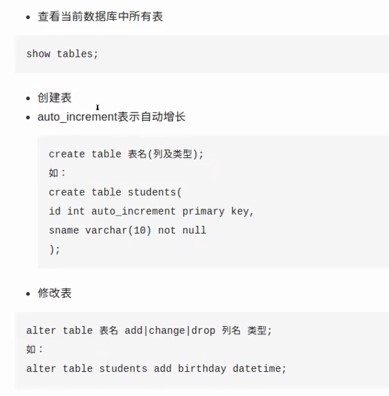 查看当前数据库中所有表
show tables;
创建表
auto_increment表示自动增长
create table 表名(列及类型);
如：
create table students(
id int auto_increment primary key,
sname varchar(10) not null
);
修改表
alter table 表名 add|change|drop 列名 类型;
如：
alter table students add birthday datetime;